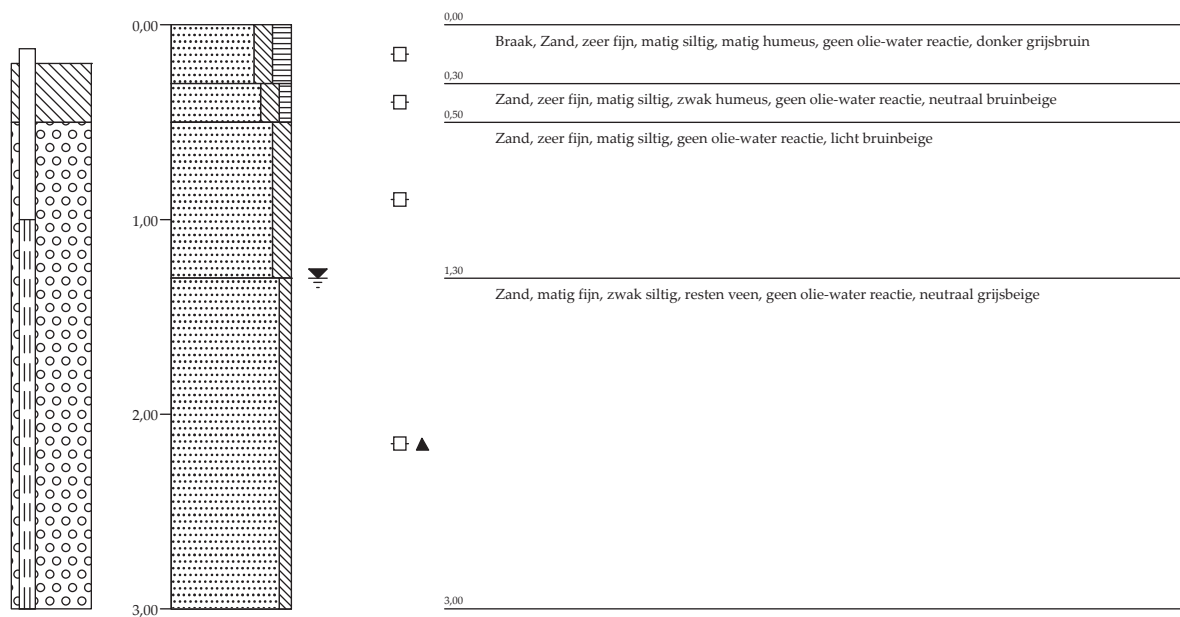 0,00
0,00
Braak, Zand, zeer fijn, matig siltig, matig humeus, geen olie-water reactie, donker grijsbruin
0,30
Zand, zeer fijn, matig siltig, zwak humeus, geen olie-water reactie, neutraal bruinbeige
0,50
Zand, zeer fijn, matig siltig, geen olie-water reactie, licht bruinbeige
1,00
1,30
Zand, matig fijn, zwak siltig, resten veen, geen olie-water reactie, neutraal grijsbeige
2,00
3,00
3,00